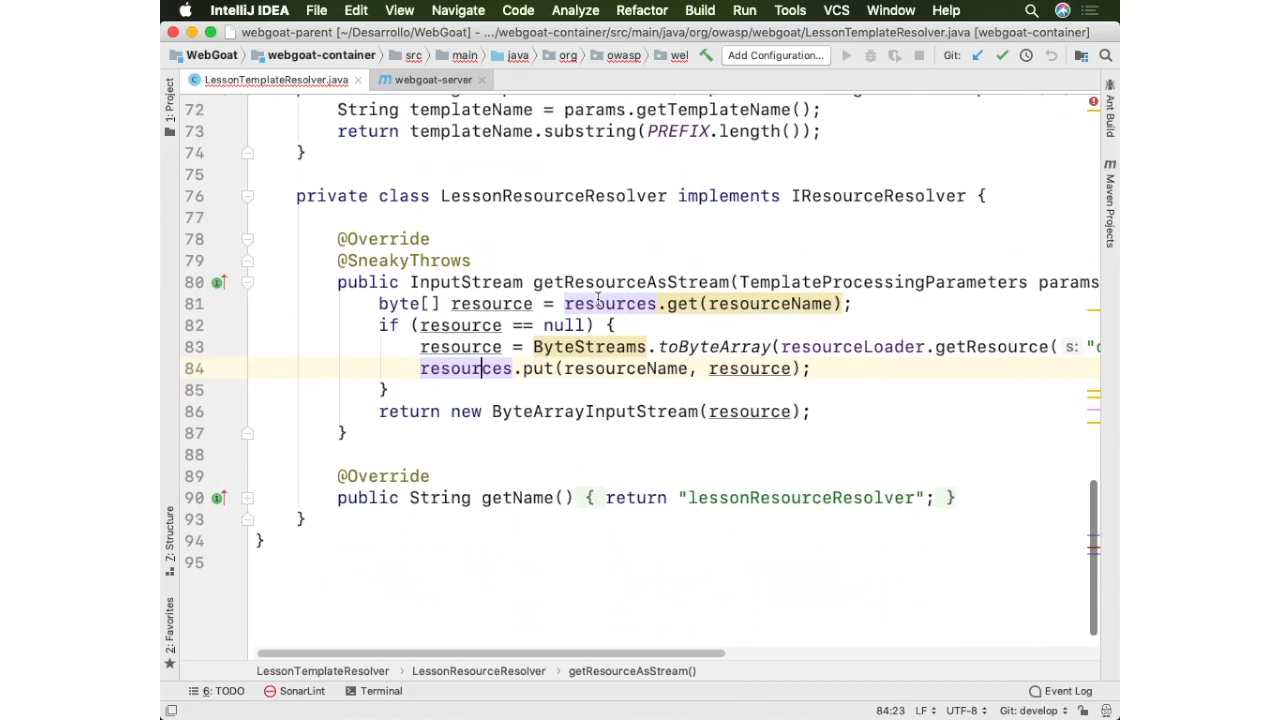 IntelliJ IDEA File Edit View Navigate Code Analyze Refactor Build Run Tools VCS Window Help
webgoat-parent [~/Desarrollo/WebGoat] - .../webgoat-container/src/main/java/org/owasp/webgoat/LessonTemplateResolver.java [webgoat-container]
WebGoat webgoat-container src main java org owasp wel Add Configuration... Git:
LessonTemplateResolver.java webgoat-server
1: Project
Ant Build
Maven Projects
72 String templateName = params.getTemplateName();
73 return templateName.substring(PREFIX.length());
74 }
75
76 private class LessonResourceResolver implements IResourceResolver {
77
78 @Override
79 @SneakyThrows
80 public InputStream getResourceAsStream(TemplateProcessingParameters params
81 byte[] resource = resources.get(resourceName);
82 if (resource == null) {
83 resource = ByteStreams.toByteArray(resourceLoader.getResource( s: "c
84 resources.put(resourceName, resource);
85 }
86 return new ByteArrayInputStream(resource);
87 }
88
89 @Override
90 public String getName() { return "lessonResourceResolver"; }
93 }
94 }
95
7: Structure
2: Favorites
LessonTemplateResolver › LessonResourceResolver › getResourceAsStream()
6: TODO SonarLint Terminal Event Log
84:23 LF UTF-8 Git: develop